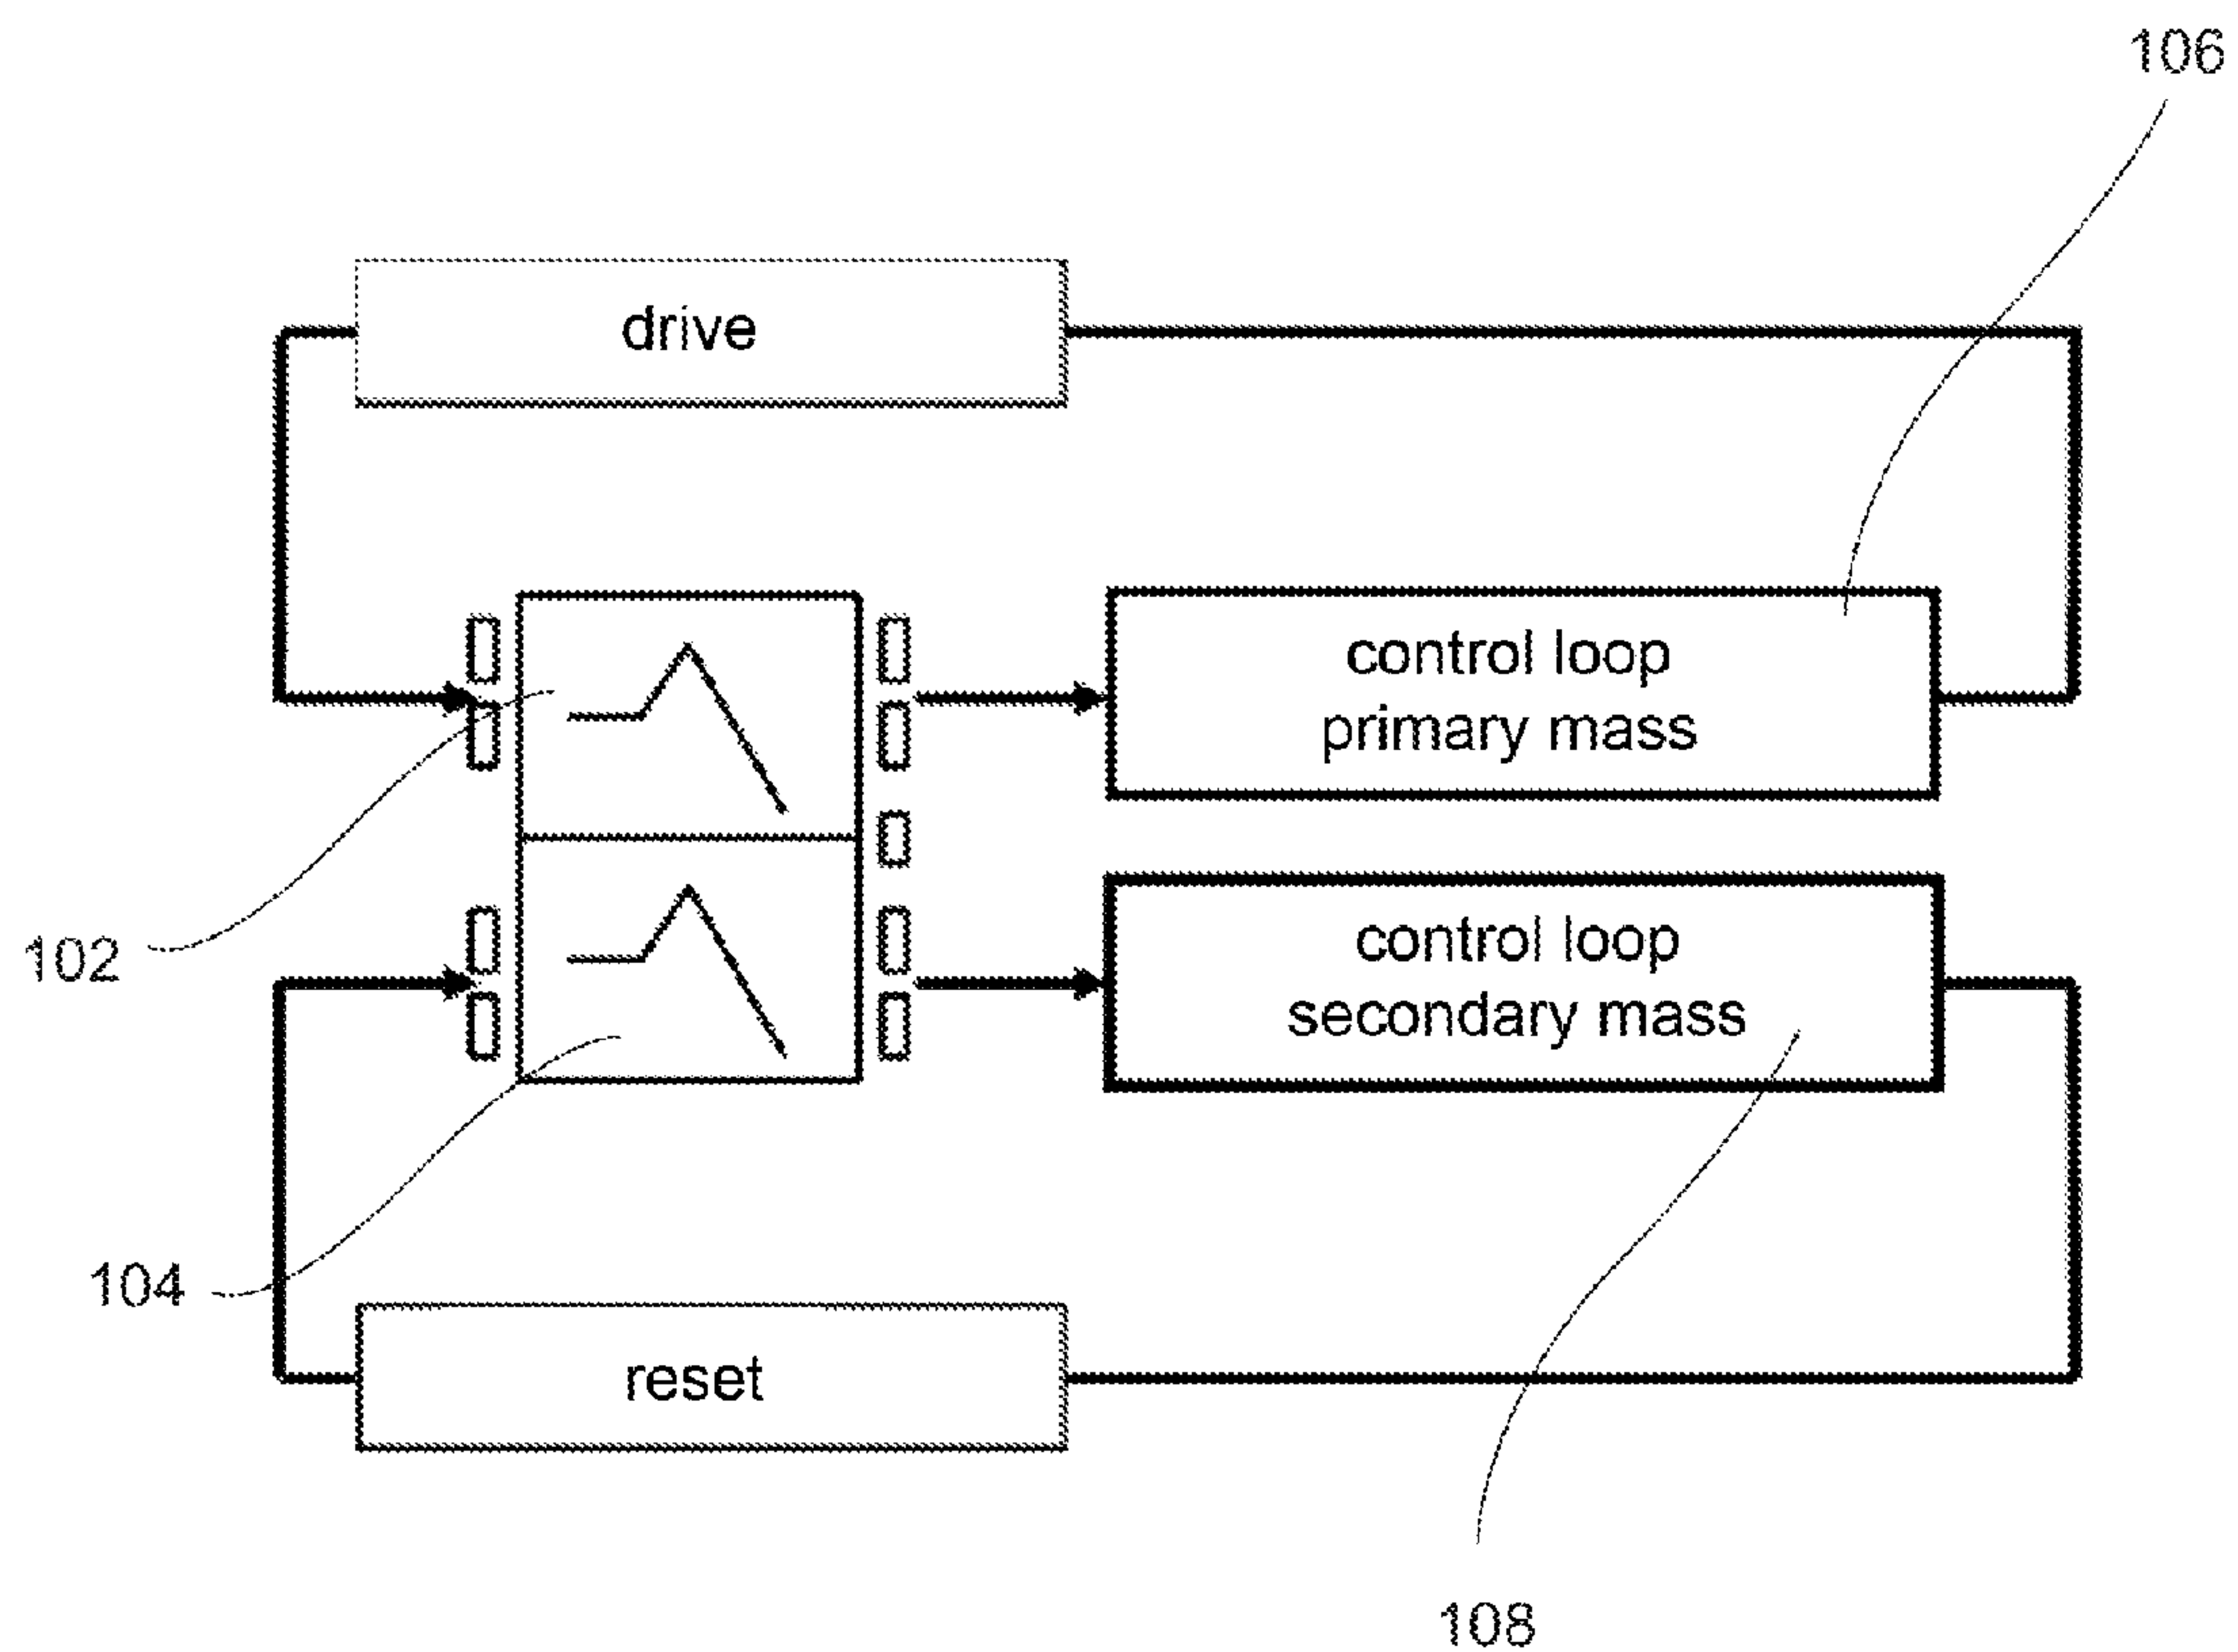 106
drive
control loop
primary mass
102
control loop
secondary mass
104
reset
108